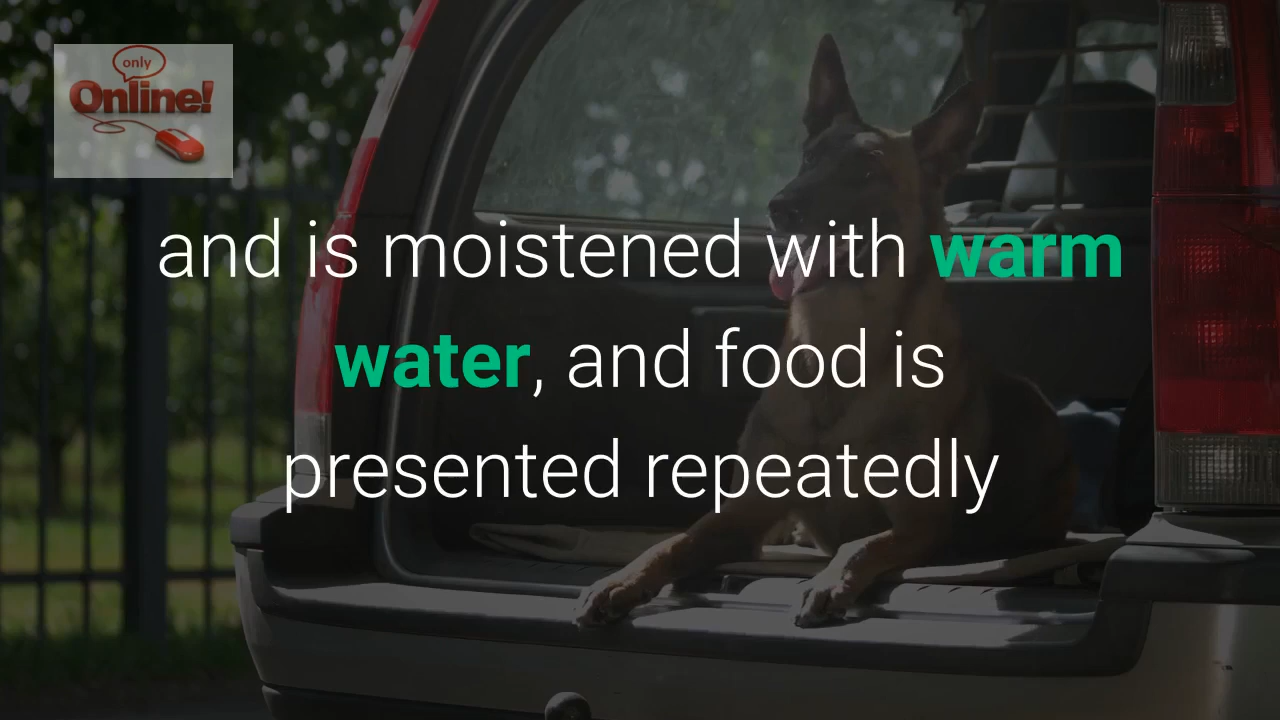 only
Online!
and is moistened with warm
water, and food is
presented repeatedly